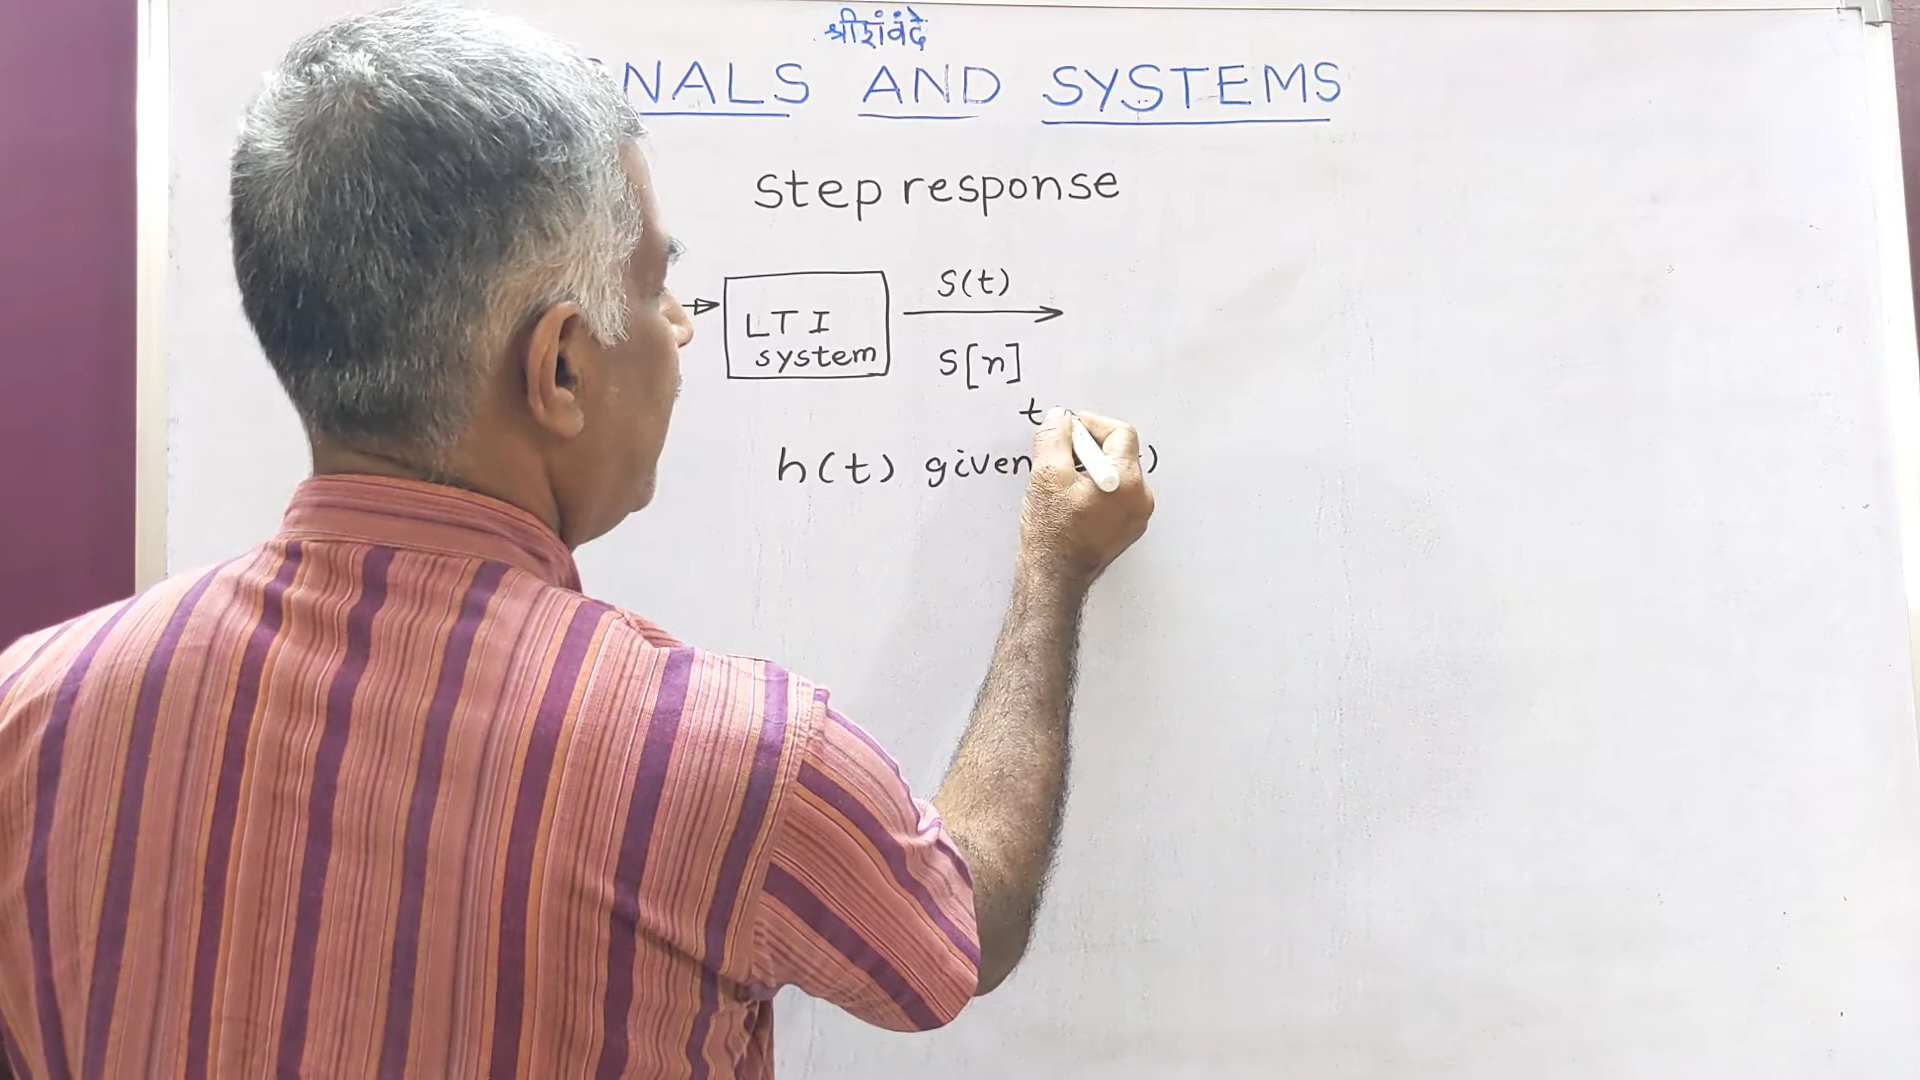 श्रीशंवंदे
NALS AND SYSTEMS
Step response
S(t)
LTI
system
S[n]
t
h(t) given )